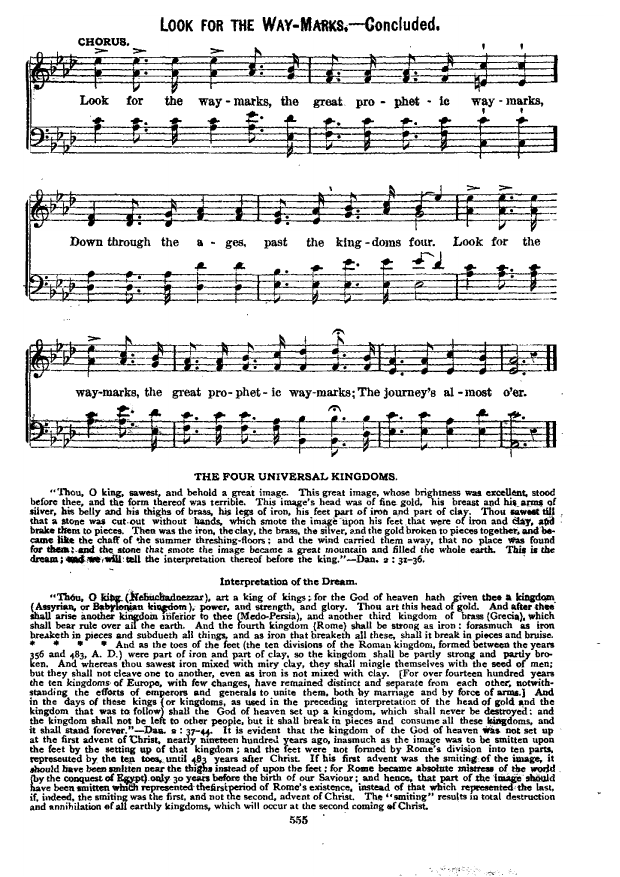 LOOK FOR THE WAY-MARKS.—Concluded.
CHORUS.
Look for the way - marks, the great pro - phet - ic way - marks,
Down through the a - ges, past the king - doms four. Look for the
way-marks, the great pro-phet-ic way-marks; The journey's al - most o'er.
THE FOUR UNIVERSAL KINGDOMS.
"Thou, O king, sawest, and behold a great image. This great image, whose brightness was excellent, stood
before thee, and the form thereof was terrible. This image's head was of fine gold, his breast and his arms of
silver, his belly and his thighs of brass, his legs of iron, his feet part of iron and part of clay. Thou sawest till
that a stone was cut out without hands, which smote the image upon his feet that were of iron and clay, and
brake them to pieces. Then was the iron, the clay, the brass, the silver, and the gold broken to pieces together, and be-
came like the chaff of the summer threshing-floors; and the wind carried them away, that no place was found
for them: and the stone that smote the image became a great mountain and filled the whole earth. This is the
dream; and we will tell the interpretation thereof before the king."—Dan. 2 : 31-36.
Interpretation of the Dream.
"Thou, O king (Nebuchadnezzar), art a king of kings; for the God of heaven hath given thee a kingdom
(Assyrian, or Babylonian kingdom), power, and strength, and glory. Thou art this head of gold. And after thee
shall arise another kingdom inferior to thee (Medo-Persia), and another third kingdom of brass (Grecia), which
shall bear rule over all the earth. And the fourth kingdom (Rome) shall be strong as iron: forasmuch as iron
breaketh in pieces and subdueth all things, and as iron that breaketh all these, shall it break in pieces and bruise.
* * * And as the toes of the feet (the ten divisions of the Roman kingdom, formed between the years
356 and 483, A. D.) were part of iron and part of clay, so the kingdom shall be partly strong and partly bro-
ken. And whereas thou sawest iron mixed with miry clay, they shall mingle themselves with the seed of men;
but they shall not cleave one to another, even as iron is not mixed with clay. [For over fourteen hundred years
the ten kingdoms of Europe, with few changes, have remained distinct and separate from each other, notwith-
standing the efforts of emperors and generals to unite them, both by marriage and by force of arms.] And
in the days of these kings (or kingdoms, as used in the preceding interpretation of the head of gold and the
kingdom that was to follow) shall the God of heaven set up a kingdom, which shall never be destroyed: and
the kingdom shall not be left to other people, but it shall break in pieces and consume all these kingdoms, and
it shall stand forever."—Dan. 2 : 37-44. It is evident that the kingdom of the God of heaven was not set up
at the first advent of Christ, nearly nineteen hundred years ago, inasmuch as the image was to be smitten upon
the feet by the setting up of that kingdom; and the feet were not formed by Rome's division into ten parts,
represented by the ten toes, until 483 years after Christ. If his first advent was the smiting of the image, it
should have been smitten near the thighs instead of upon the feet; for Rome became absolute mistress of the world
(by the conquest of Egypt) only 30 years before the birth of our Saviour; and hence, that part of the image should
have been smitten which represented the first period of Rome's existence, instead of that which represented the last,
if, indeed, the smiting was the first, and not the second, advent of Christ. The "smiting" results in total destruction
and annihilation of all earthly kingdoms, which will occur at the second coming of Christ.
555